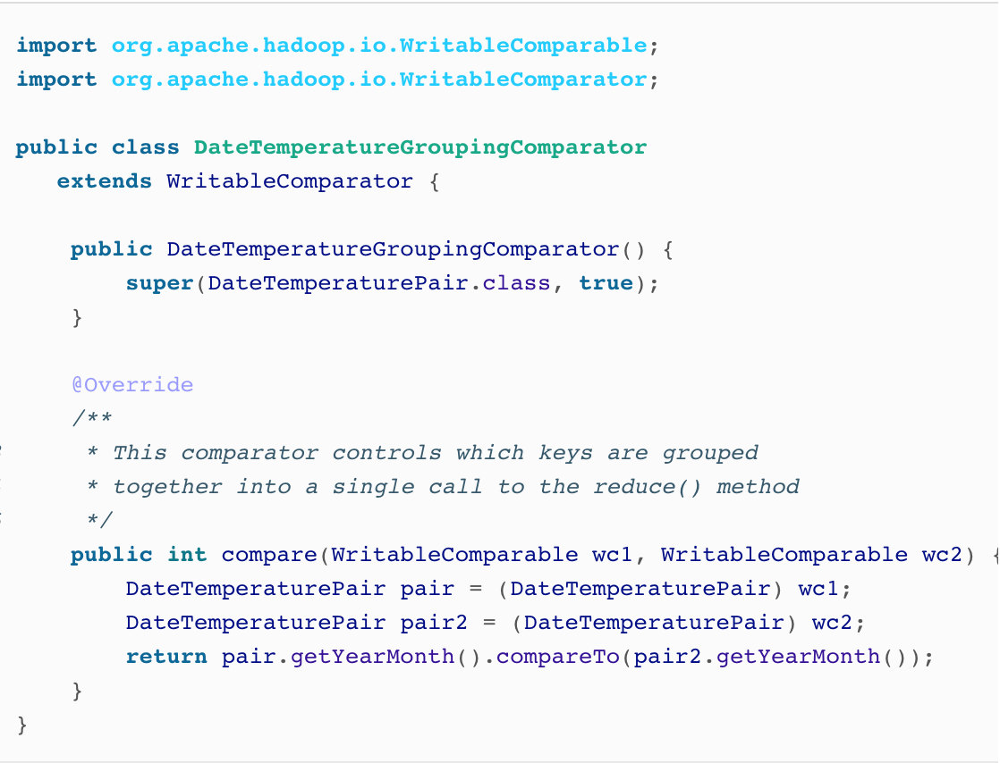 import org.apache.hadoop.io.WritableComparable;
import org.apache.hadoop.io.WritableComparator;

public class DateTemperatureGroupingComparator
   extends WritableComparator {

    public DateTemperatureGroupingComparator() {
        super(DateTemperaturePair.class, true);
    }

    @Override
    /**
     * This comparator controls which keys are grouped
     * together into a single call to the reduce() method
     */
    public int compare(WritableComparable wc1, WritableComparable wc2) {
        DateTemperaturePair pair = (DateTemperaturePair) wc1;
        DateTemperaturePair pair2 = (DateTemperaturePair) wc2;
        return pair.getYearMonth().compareTo(pair2.getYearMonth());
    }
}